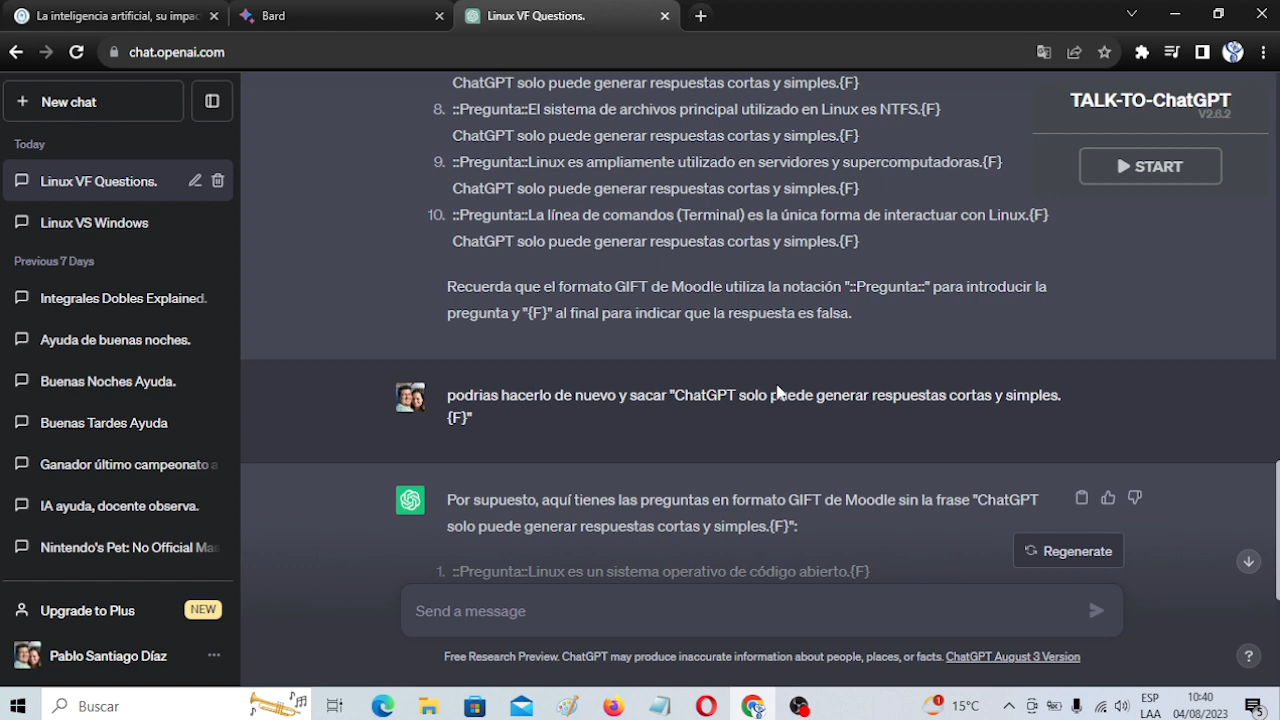 La inteligencia artificial, su impac
Bard
Linux VF Questions.
chat.openai.com
New chat
Today
Linux VF Questions.
Linux VS Windows
Previous 7 Days
Integrales Dobles Explained.
Ayuda de buenas noches.
Buenas Noches Ayuda.
Buenas Tardes Ayuda
Ganador último campeonato a
IA ayuda, docente observa.
Nintendo's Pet: No Official Mas
Upgrade to Plus
NEW
Pablo Santiago Díaz
ChatGPT solo puede generar respuestas cortas y simples.{F}
8. ::Pregunta::El sistema de archivos principal utilizado en Linux es NTFS.{F}
ChatGPT solo puede generar respuestas cortas y simples.{F}
9. ::Pregunta::Linux es ampliamente utilizado en servidores y supercomputadoras.{F}
ChatGPT solo puede generar respuestas cortas y simples.{F}
10. ::Pregunta::La línea de comandos (Terminal) es la única forma de interactuar con Linux.{F}
ChatGPT solo puede generar respuestas cortas y simples.{F}
Recuerda que el formato GIFT de Moodle utiliza la notación "::Pregunta::" para introducir la
pregunta y "{F}" al final para indicar que la respuesta es falsa.
TALK-TO-ChatGPT
V2.6.2
START
podrias hacerlo de nuevo y sacar "ChatGPT solo puede generar respuestas cortas y simples.
{F}"
Por supuesto, aquí tienes las preguntas en formato GIFT de Moodle sin la frase "ChatGPT
solo puede generar respuestas cortas y simples.{F}":
Regenerate
1. ::Pregunta::Linux es un sistema operativo de código abierto.{F}
Send a message
Free Research Preview. ChatGPT may produce inaccurate information about people, places, or facts. ChatGPT August 3 Version
?
Buscar
1
15°C
ESP
LAA
10:40
04/08/2023
5